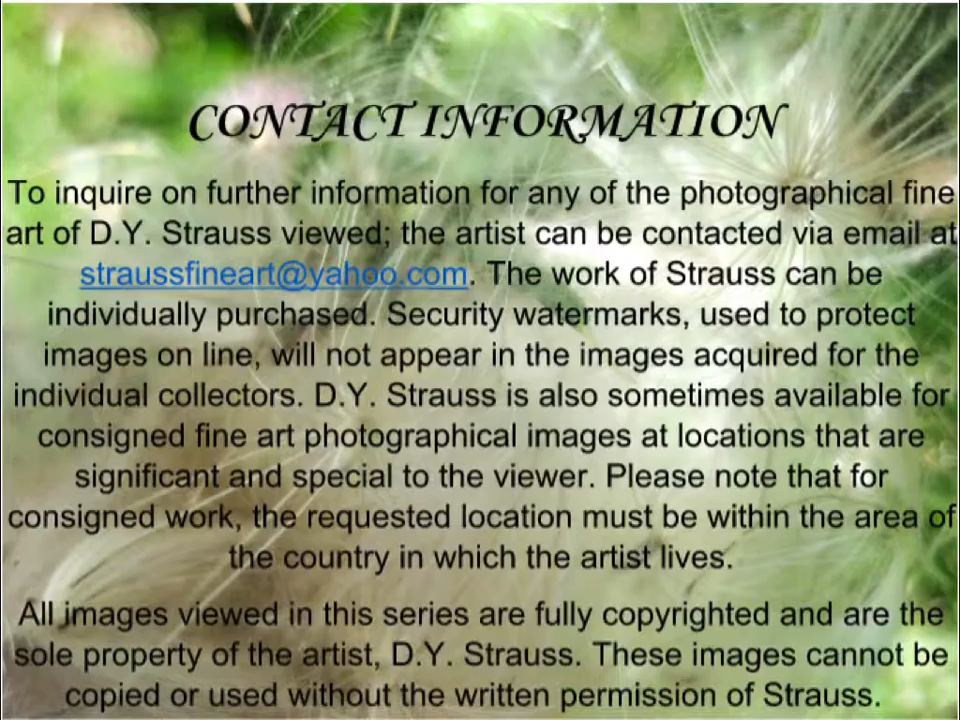 CONTACT INFORMATION
To inquire on further information for any of the photographical fine
art of D.Y. Strauss viewed; the artist can be contacted via email at
straussfineart@yahoo.com. The work of Strauss can be
individually purchased. Security watermarks, used to protect
images on line, will not appear in the images acquired for the
individual collectors. D.Y. Strauss is also sometimes available for
consigned fine art photographical images at locations that are
significant and special to the viewer. Please note that for
consigned work, the requested location must be within the area of
the country in which the artist lives.
All images viewed in this series are fully copyrighted and are the
sole property of the artist, D.Y. Strauss. These images cannot be
copied or used without the written permission of Strauss.